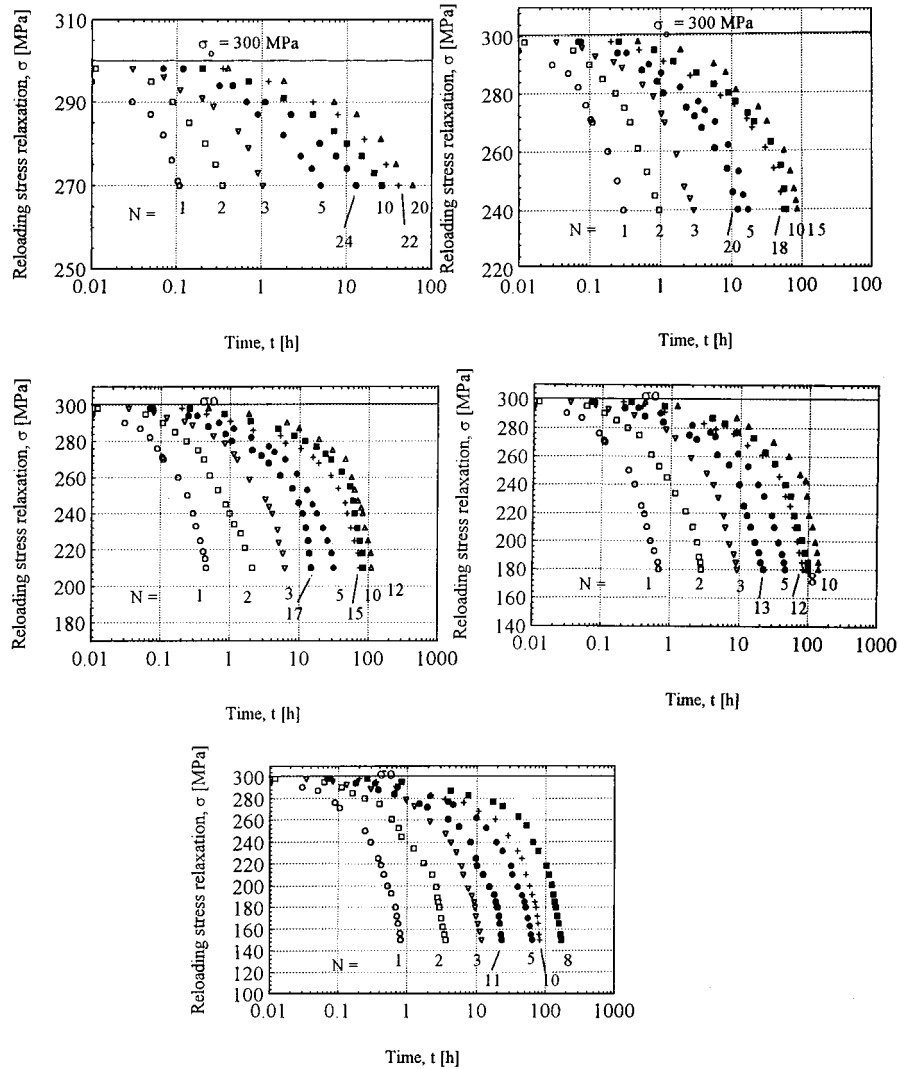 Reloading stress relaxation, σ [MPa]
310
290
270
250
σo = 300 MPa
N = 1 2 3 5 10 20
24 22
0.01 0.1 1 10 100
Time, t [h]
Reloading stress relaxation, σ [MPa]
300
280
260
240
220
σo = 300 MPa
N = 1 2 3 5 10 15
20 18
0.01 0.1 1 10 100 1000
Time, t [h]
Reloading stress relaxation, σ [MPa]
300
280
260
240
220
200
180
σo
N = 1 2 3 5 10 12
17 15
0.01 0.1 1 10 100 1000
Time, t [h]
Reloading stress relaxation, σ [MPa]
300
280
260
240
220
200
180
160
140
σo
N = 1 2 3 5 8 10
13 12
0.01 0.1 1 10 100 1000
Time, t [h]
Reloading stress relaxation, σ [MPa]
300
280
260
240
220
200
180
160
140
120
100
σo
N = 1 2 3 5 8
11 10
0.01 0.1 1 10 100 1000
Time, t [h]